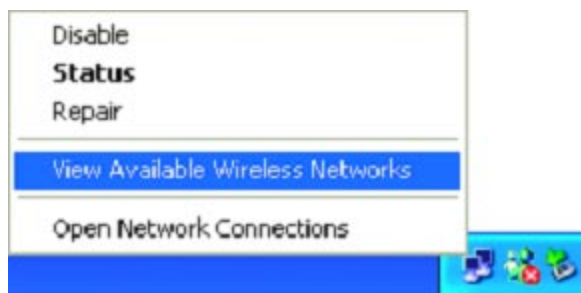 Disable
Status
Repair
View Available Wireless Networks
Open Network Connections